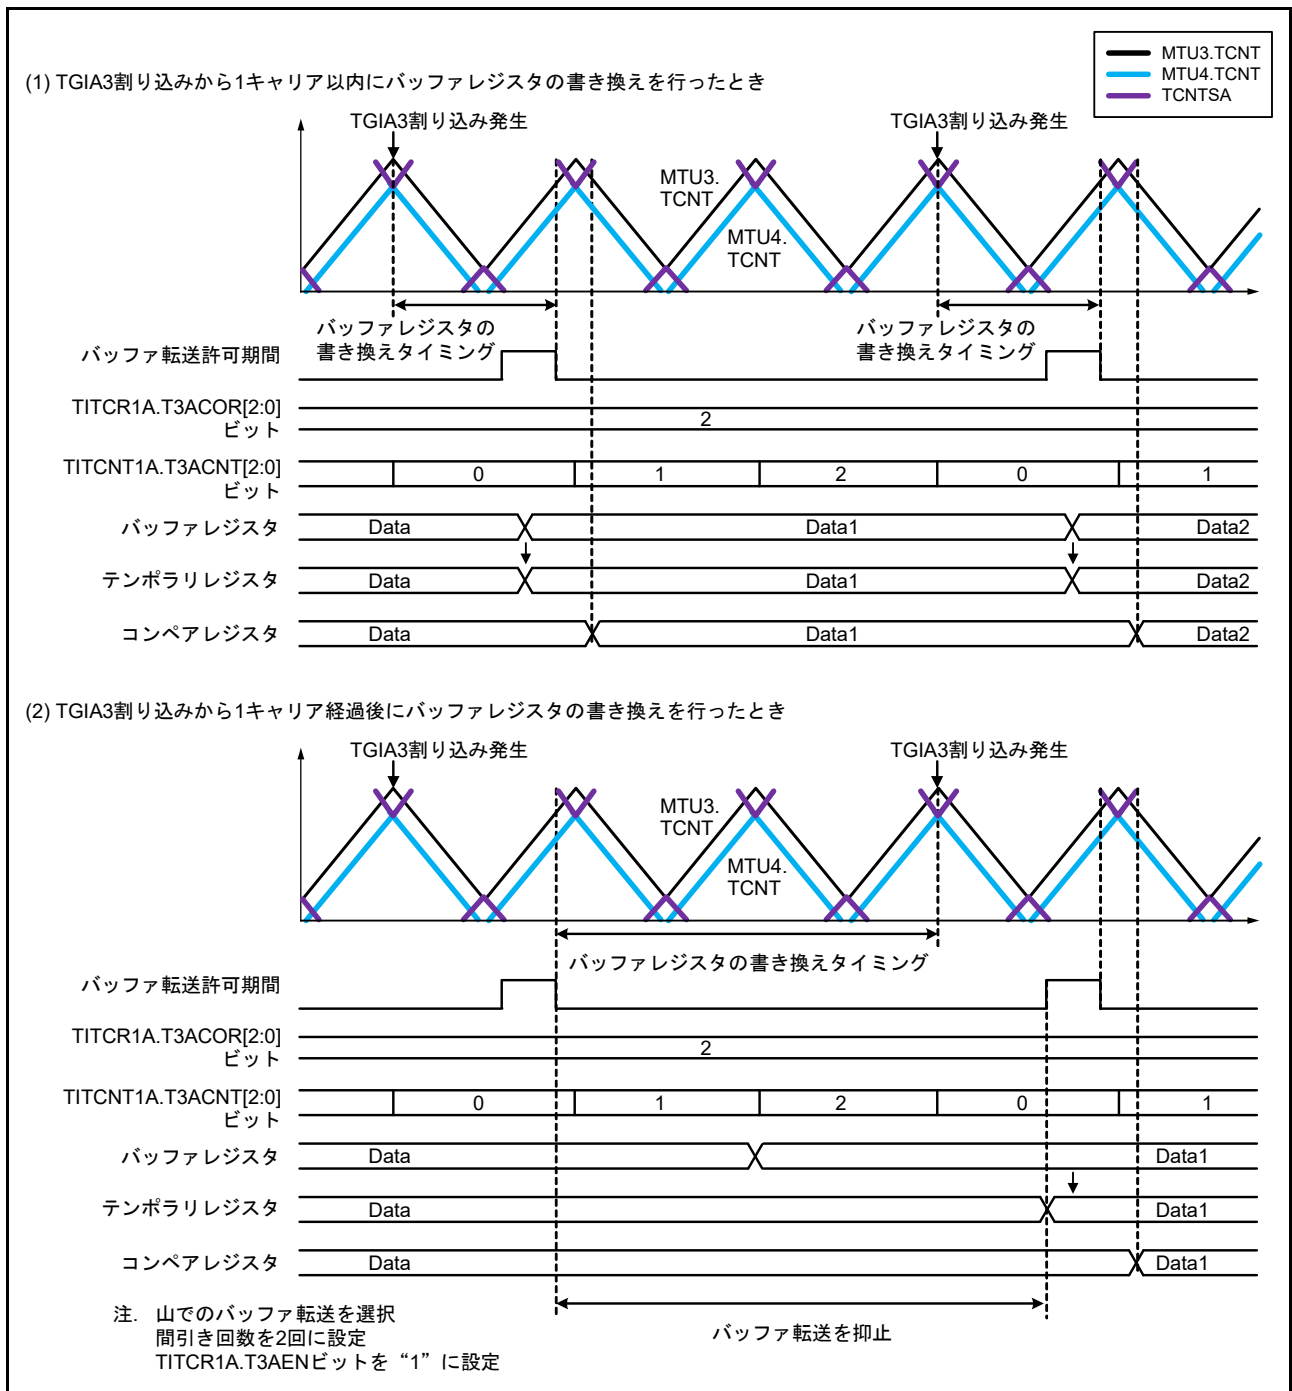 MTU3.TCNT
MTU4.TCNT
TCNTSA
(1) TGIA3割り込みから1キャリア以内にバッファレジスタの書き換えを行ったとき
TGIA3割り込み発生
TGIA3割り込み発生
MTU3.
TCNT
MTU4.
TCNT
バッファレジスタの
書き換えタイミング
バッファレジスタの
書き換えタイミング
バッファ転送許可期間
TITCR1A.T3ACOR[2:0]
ビット
2
TITCNT1A.T3ACNT[2:0]
ビット
0
1
2
0
1
バッファレジスタ
Data
Data1
Data2
テンポラリレジスタ
Data
Data1
Data2
コンペアレジスタ
Data
Data1
Data2
(2) TGIA3割り込みから1キャリア経過後にバッファレジスタの書き換えを行ったとき
TGIA3割り込み発生
TGIA3割り込み発生
MTU3.
TCNT
MTU4.
TCNT
バッファレジスタの書き換えタイミング
バッファ転送許可期間
TITCR1A.T3ACOR[2:0]
ビット
2
TITCNT1A.T3ACNT[2:0]
ビット
0
1
2
0
1
バッファレジスタ
Data
Data1
テンポラリレジスタ
Data
Data1
コンペアレジスタ
Data
Data1
バッファ転送を抑止
注. 山でのバッファ転送を選択
間引き回数を2回に設定
TITCR1A.T3AENビットを“1”に設定